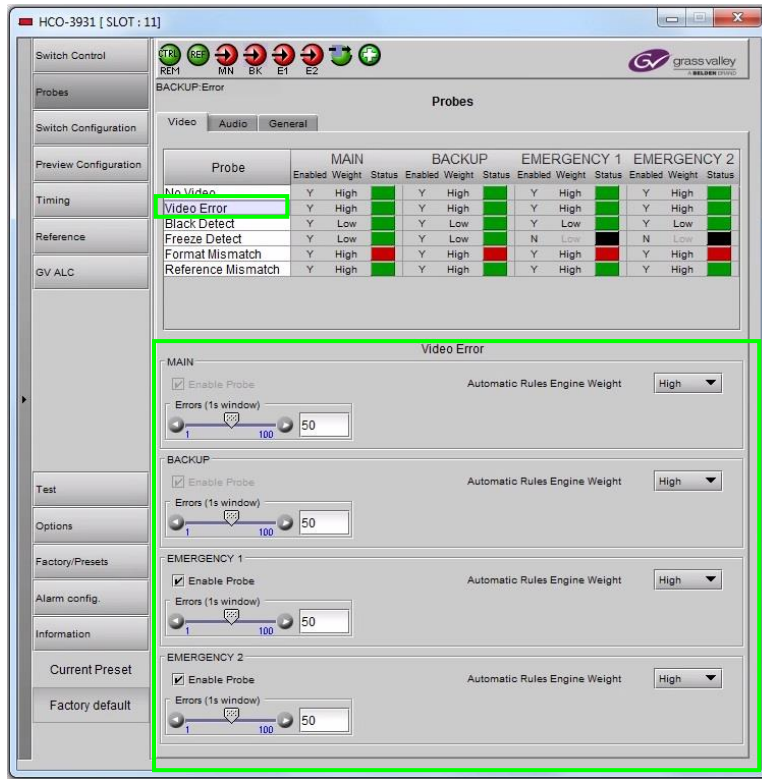 HCO-3931 [ SLOT : 11]
Switch Control
Probes
Switch Configuration
Preview Configuration
Timing
Reference
GV ALC
Test
Options
Factory/Presets
Alarm config.
Information
Current Preset
Factory default
CTRL REF
REM MN BK E1 E2
GV grass valley
A BELDEN BRAND
BACKUP:Error
Probes
Video Audio General
Probe MAIN BACKUP EMERGENCY 1 EMERGENCY 2
Enabled Weight Status Enabled Weight Status Enabled Weight Status Enabled Weight Status
No Video Y High Y High Y High Y High
Video Error Y High Y High Y High Y High
Black Detect Y Low Y Low Y Low Y Low
Freeze Detect Y Low Y Low N Low N Low
Format Mismatch Y High Y High Y High Y High
Reference Mismatch Y High Y High Y High Y High
Video Error
MAIN
Enable Probe Automatic Rules Engine Weight High
Errors (1s window)
1 100 50
BACKUP
Enable Probe Automatic Rules Engine Weight High
Errors (1s window)
1 100 50
EMERGENCY 1
Enable Probe Automatic Rules Engine Weight High
Errors (1s window)
1 100 50
EMERGENCY 2
Enable Probe Automatic Rules Engine Weight High
Errors (1s window)
1 100 50